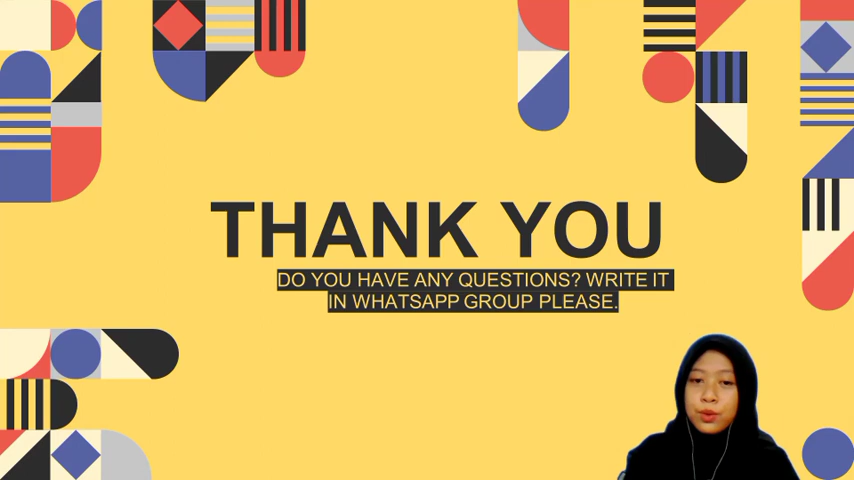 THANK YOU
DO YOU HAVE ANY QUESTIONS? WRITE IT
IN WHATSAPP GROUP PLEASE.